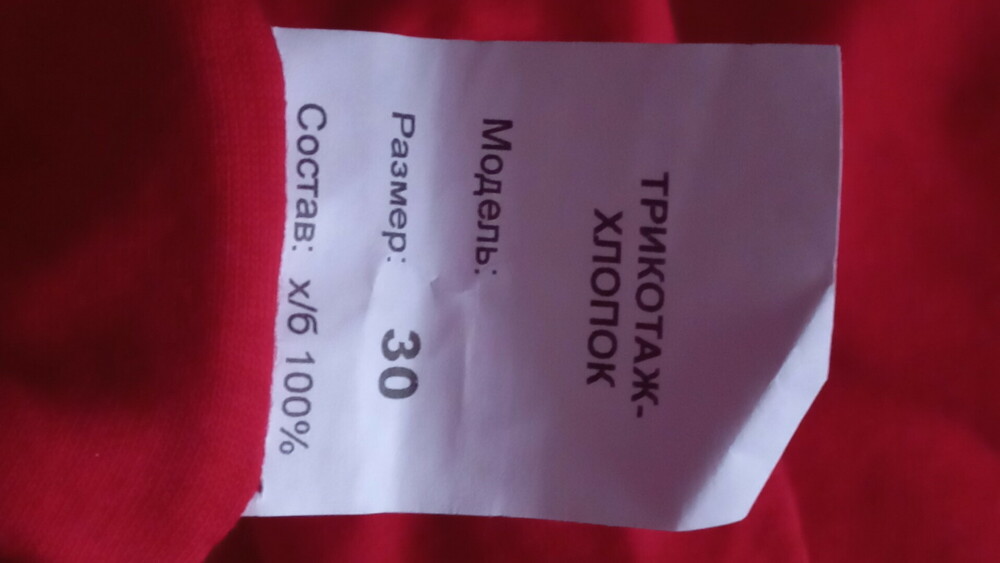 ТРИКОТАЖ-
ХЛОПОК
Модель:
Размер: 30
Состав: х/б 100%